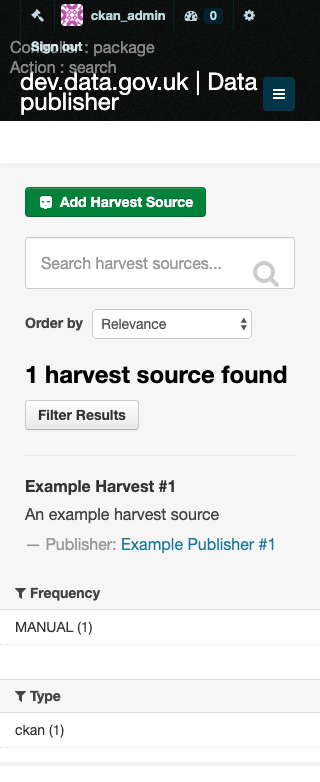 ckan_admin 0
Sign out
Controller : package
Action : search
dev.data.gov.uk | Data
publisher
Add Harvest Source
Search harvest sources...
Order by Relevance
1 harvest source found
Filter Results
Example Harvest #1
An example harvest source
— Publisher: Example Publisher #1
Frequency
MANUAL (1)
Type
ckan (1)